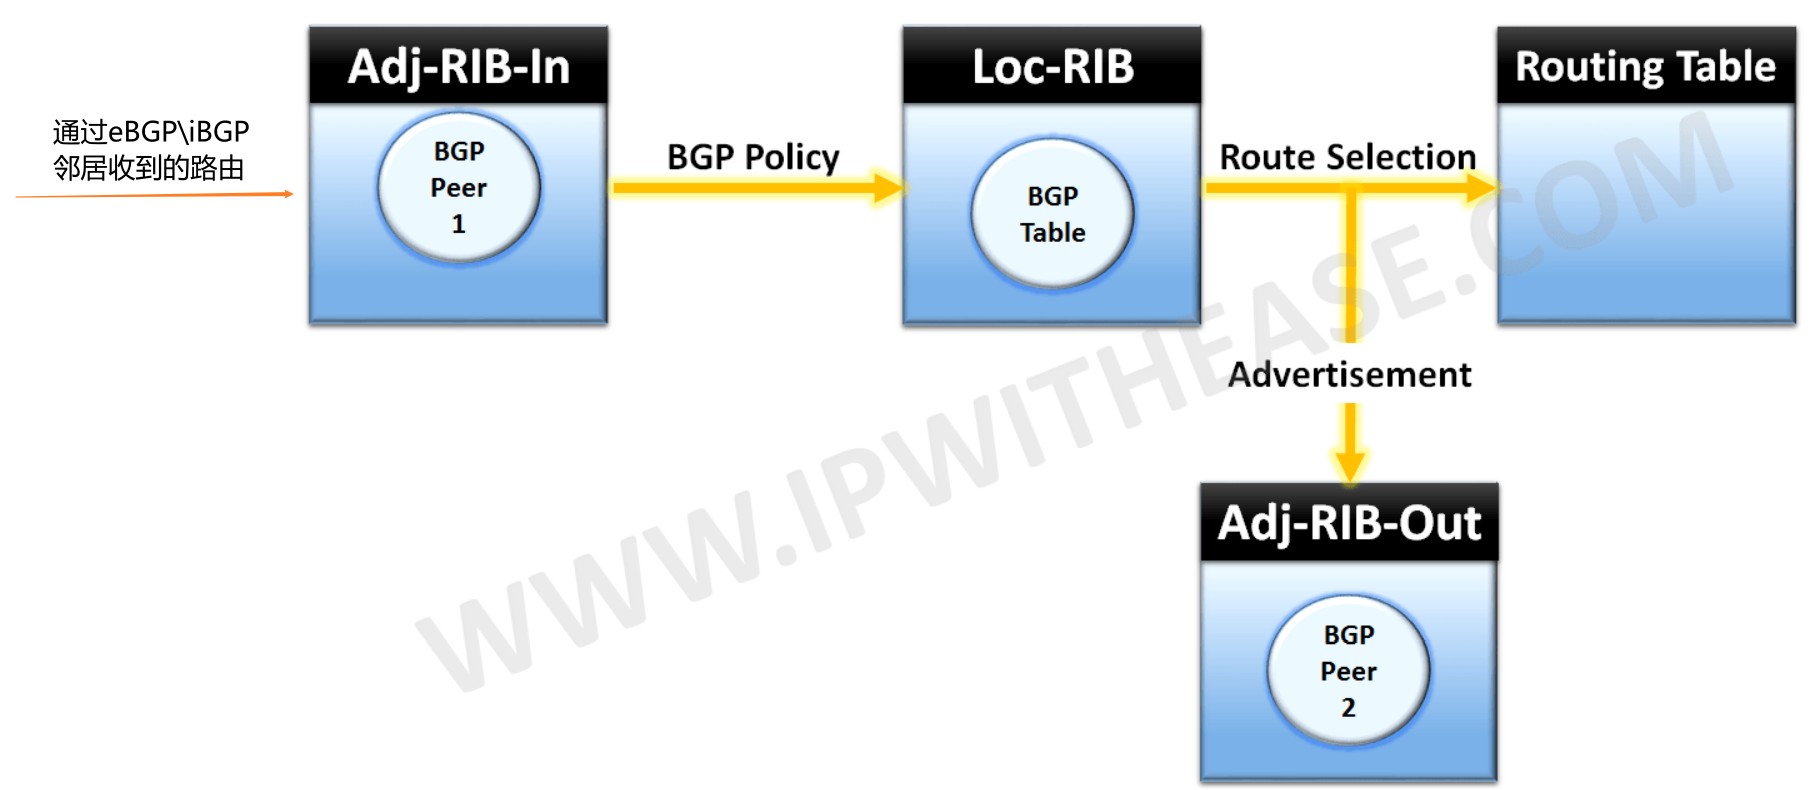 Adj-RIB-In
Loc-RIB
Routing Table
通过eBGP\iBGP
邻居收到的路由
BGP
Peer
1
BGP Policy
BGP
Table
Route Selection
Advertisement
Adj-RIB-Out
BGP
Peer
2
WWW.IPWITHEASE.COM